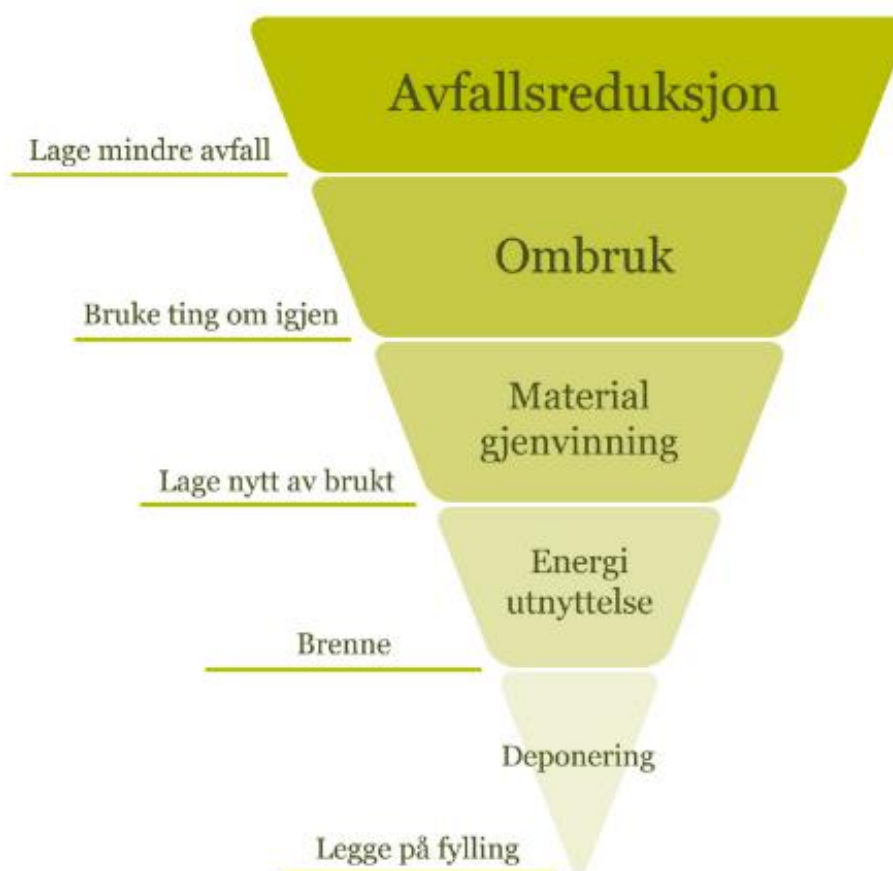 Avfallsreduksjon
Lage mindre avfall
Ombruk
Bruke ting om igjen
Material
gjenvinning
Lage nytt av brukt
Energi
utnyttelse
Brenne
Deponering
Legge på fylling